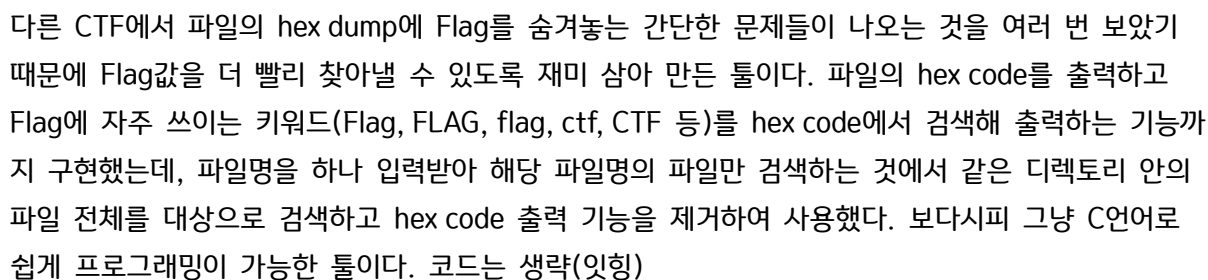 다른 CTF에서 파일의 hex dump에 Flag를 숨겨놓는 간단한 문제들이 나오는 것을 여러 번 보았기
때문에 Flag값을 더 빨리 찾아낼 수 있도록 재미 삼아 만든 툴이다. 파일의 hex code를 출력하고
Flag에 자주 쓰이는 키워드(Flag, FLAG, flag, ctf, CTF 등)를 hex code에서 검색해 출력하는 기능까
지 구현했는데, 파일명을 하나 입력받아 해당 파일명의 파일만 검색하는 것에서 같은 디렉토리 안의
파일 전체를 대상으로 검색하고 hex code 출력 기능을 제거하여 사용했다. 보다시피 그냥 C언어로
쉽게 프로그래밍이 가능한 툴이다. 코드는 생략(잇힝)